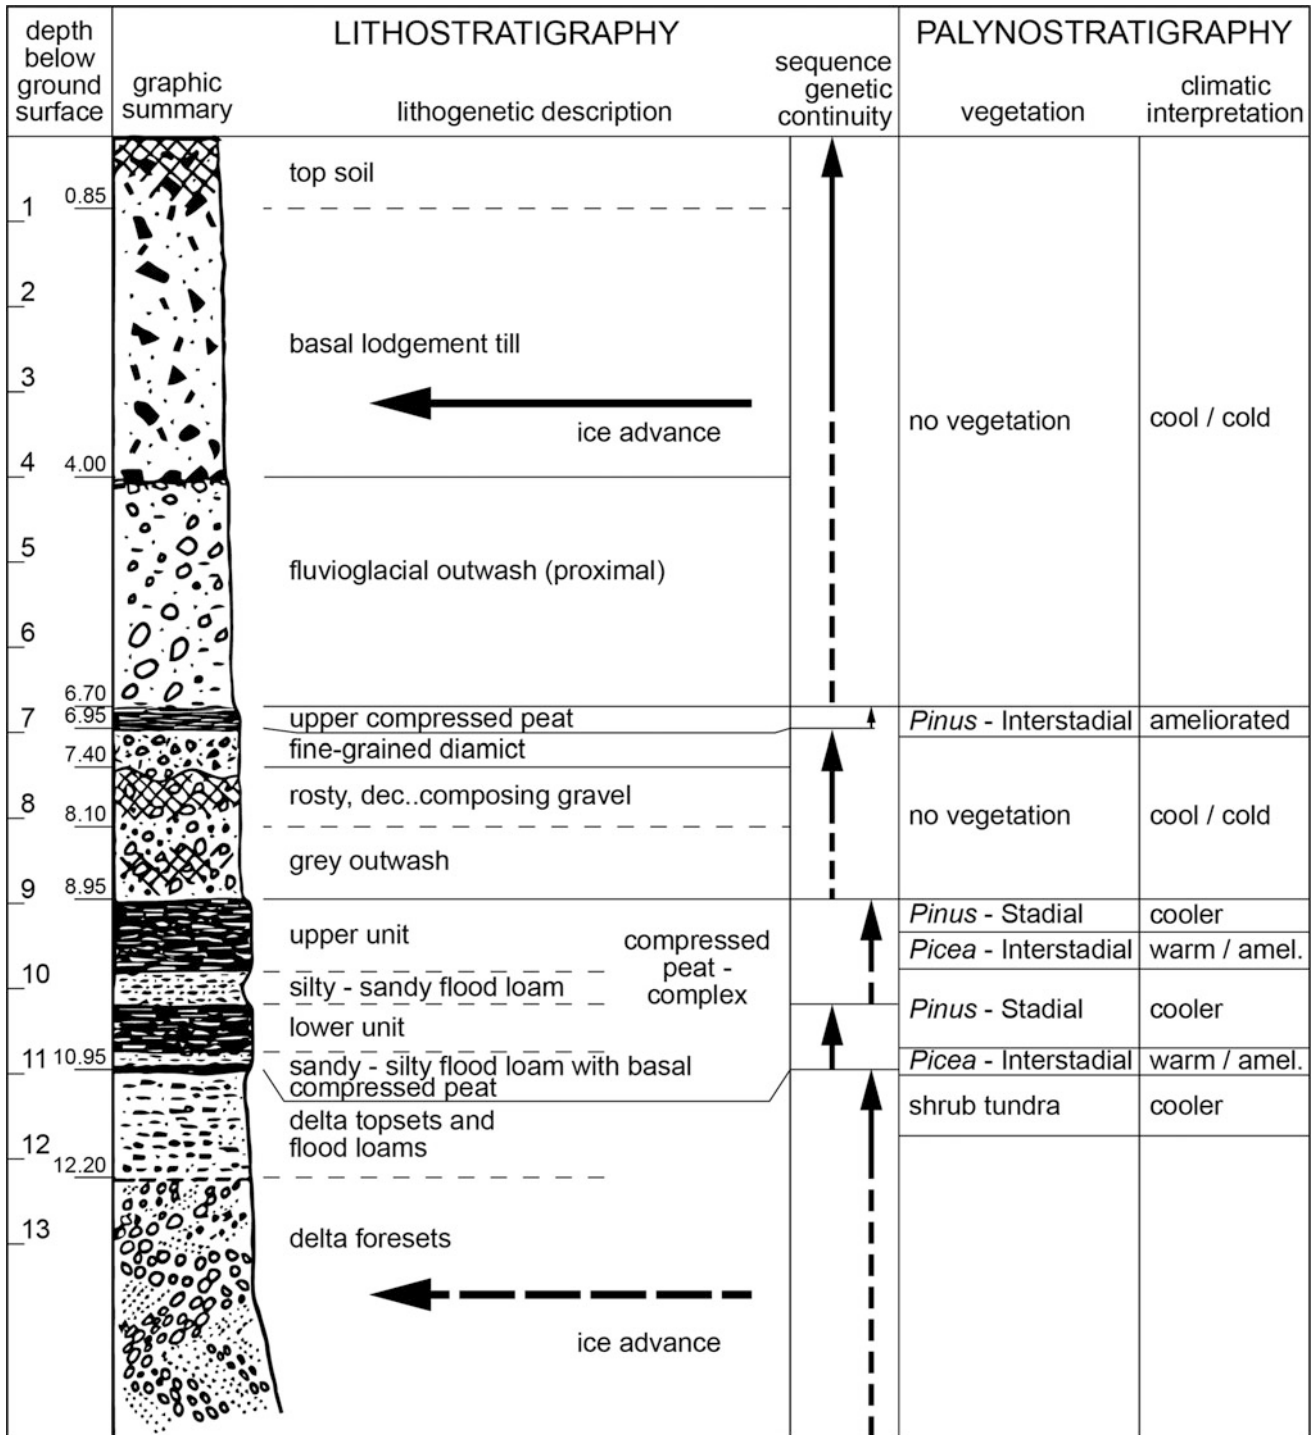 depth
below
ground
surface
LITHOSTRATIGRAPHY
graphic
summary
lithogenetic description
sequence
genetic
continuity
PALYNOSTRATIGRAPHY
vegetation
climatic
interpretation
top soil
0.85
1
2
basal lodgement till
3
ice advance
no vegetation
cool / cold
4
4.00
5
fluvioglacial outwash (proximal)
6
6.70
7
6.95
upper compressed peat
Pinus - Interstadial
ameliorated
fine-grained diamict
7.40
rosty, dec..composing gravel
8
8.10
no vegetation
cool / cold
grey outwash
9
8.95
Pinus - Stadial
cooler
upper unit
compressed
peat -
complex
Picea - Interstadial
warm / amel.
10
silty - sandy flood loam
Pinus - Stadial
cooler
lower unit
11
10.95
sandy - silty flood loam with basal
compressed peat
Picea - Interstadial
warm / amel.
shrub tundra
cooler
delta topsets and
flood loams
12
12.20
13
delta foresets
ice advance